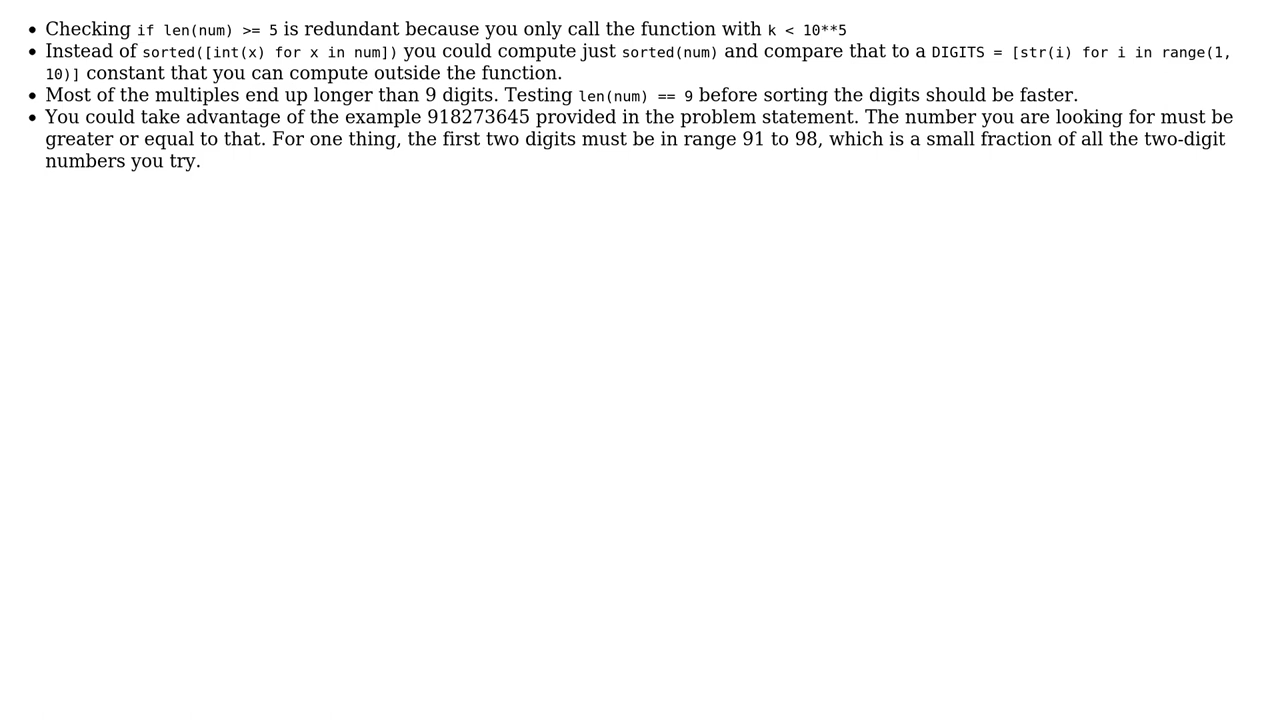 • Checking if len(num) >= 5 is redundant because you only call the function with k < 10**5
• Instead of sorted([int(x) for x in num]) you could compute just sorted(num) and compare that to a DIGITS = [str(i) for i in range(1,
10)] constant that you can compute outside the function.
• Most of the multiples end up longer than 9 digits. Testing len(num) == 9 before sorting the digits should be faster.
• You could take advantage of the example 918273645 provided in the problem statement. The number you are looking for must be
greater or equal to that. For one thing, the first two digits must be in range 91 to 98, which is a small fraction of all the two-digit
numbers you try.